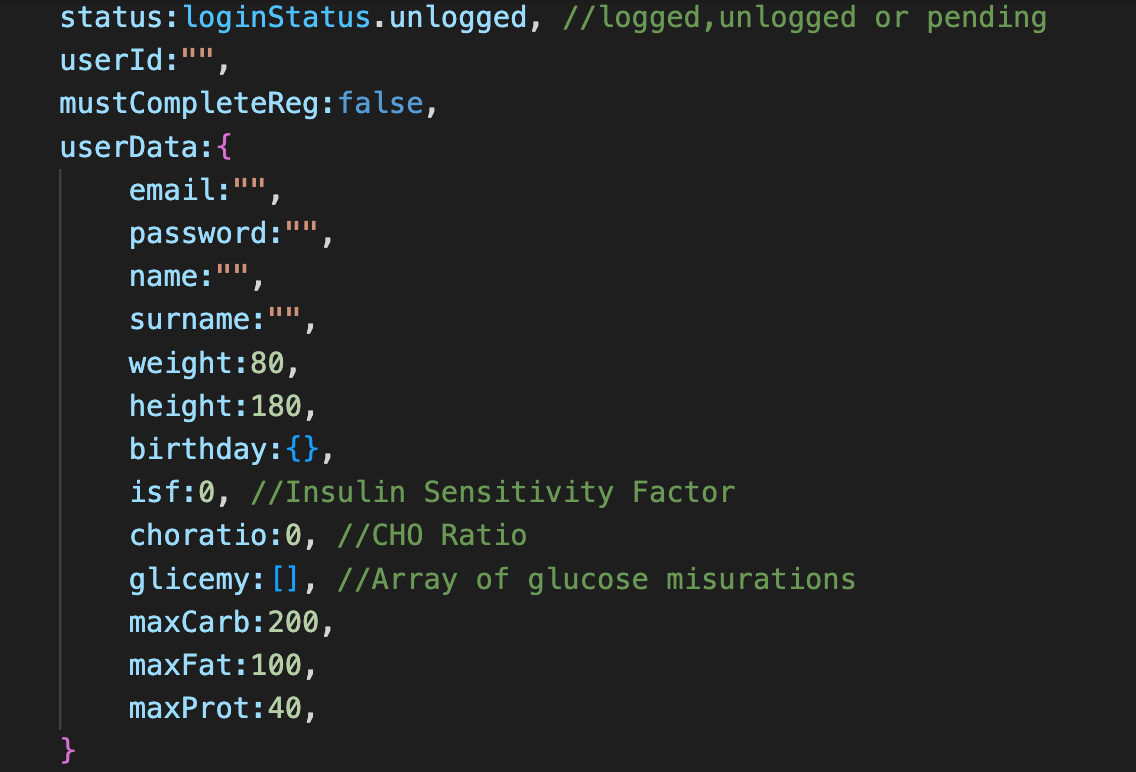 status:loginStatus.unlogged, //logged,unlogged or pending
userId:"",
mustCompleteReg:false,
userData:{
email:"",
password:"",
name:"",
surname:"",
weight:80,
height:180,
birthday:{},
isf:0, //Insulin Sensitivity Factor
choratio:0, //CHO Ratio
glicemy:[], //Array of glucose misurations
maxCarb:200,
maxFat:100,
maxProt:40,
}